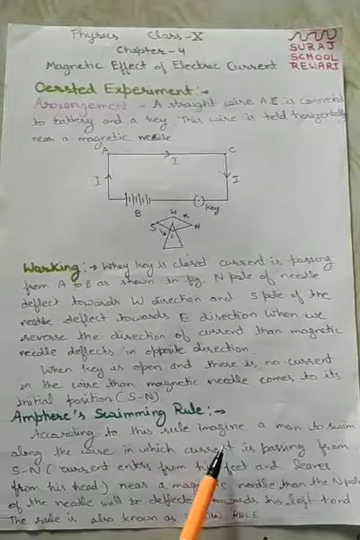 Physics Class-X
Chapter-4
SURAJ
SCHOOL
REWARI
Magnetic Effect of Electric Current
Oersted Experiment:-
Arrangement - A straight wire AC is connected
to battery and a key This wire is held horizontally
near a magnetic needle
A C
I
I I
B Key
W
S N
E
Working:→ When key is closed current is passing
from A to B as shown in fig. N pole of needle
deflect towards W direction and S pole of the
needle deflect towards E direction When we
reverse the direction of current than magnetic
needle deflects in opposite direction.
When key is open and there is no current
in the wire than magnetic needle comes to its
initial position (S-N).
Amphere's Swimming Rule:→
According to this rule imagine a man to swim
along the wire in which current is passing from
S-N (current enters from his feet and leaves
from his head) near a magnetic needle than the N pole
of the needle will be deflected towards his left hand
The rule is also known as RULE